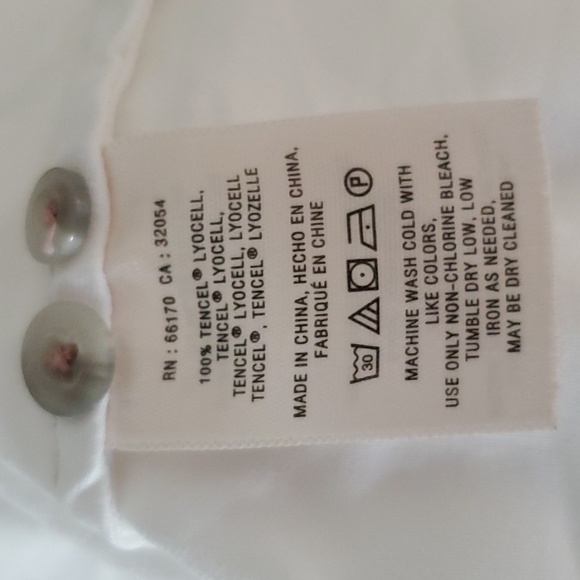 RN : 66170 CA : 32054
100% TENCEL® LYOCELL,
TENCEL® LYOCELL,
TENCEL® LYOCELL, LYOCELL
TENCEL®, TENCEL® LYOZELLE
MADE IN CHINA, HECHO EN CHINA,
FABRIQUÉ EN CHINE
30 P
MACHINE WASH COLD WITH
LIKE COLORS,
USE ONLY NON-CHLORINE BLEACH,
TUMBLE DRY LOW, LOW
IRON AS NEEDED,
MAY BE DRY CLEANED